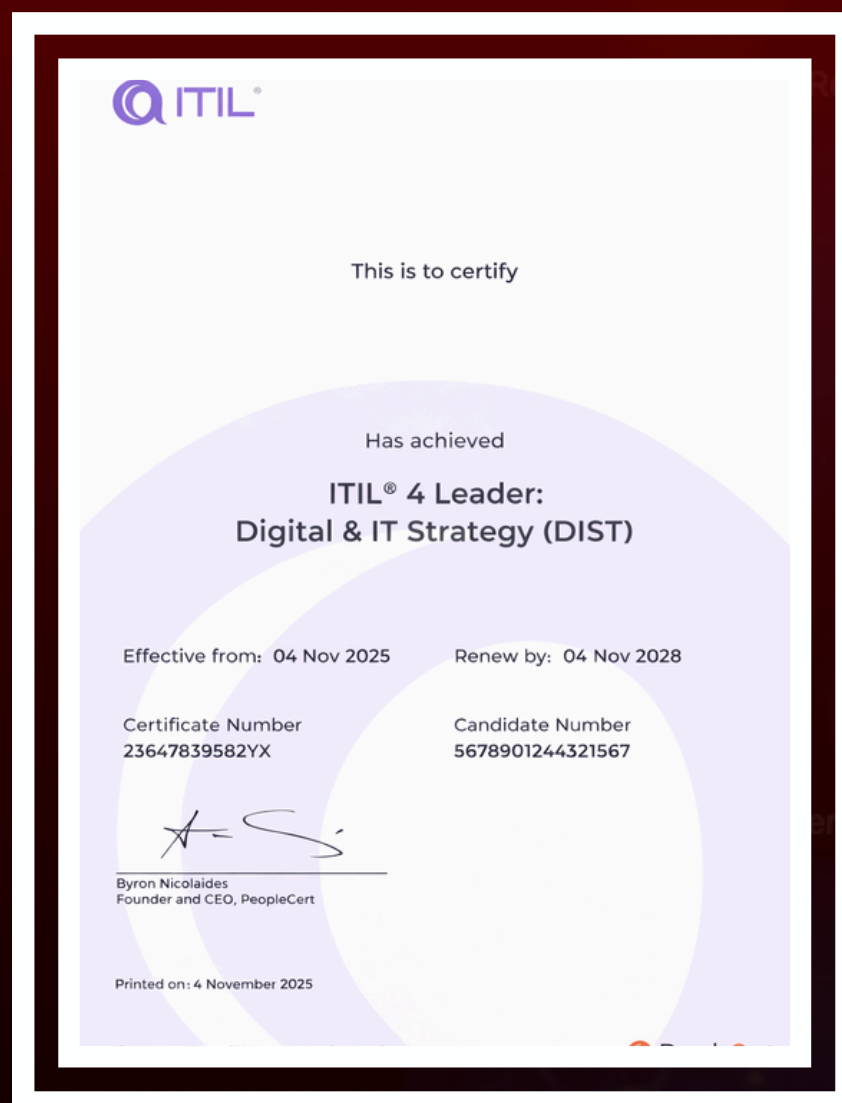 ITIL®
This is to certify
Has achieved
ITIL® 4 Leader:
Digital & IT Strategy (DIST)
Effective from: 04 Nov 2025
Renew by: 04 Nov 2028
Certificate Number
Candidate Number
23647839582YX
5678901244321567
Byron Nicolaides
Founder and CEO, PeopleCert
Printed on: 4 November 2025